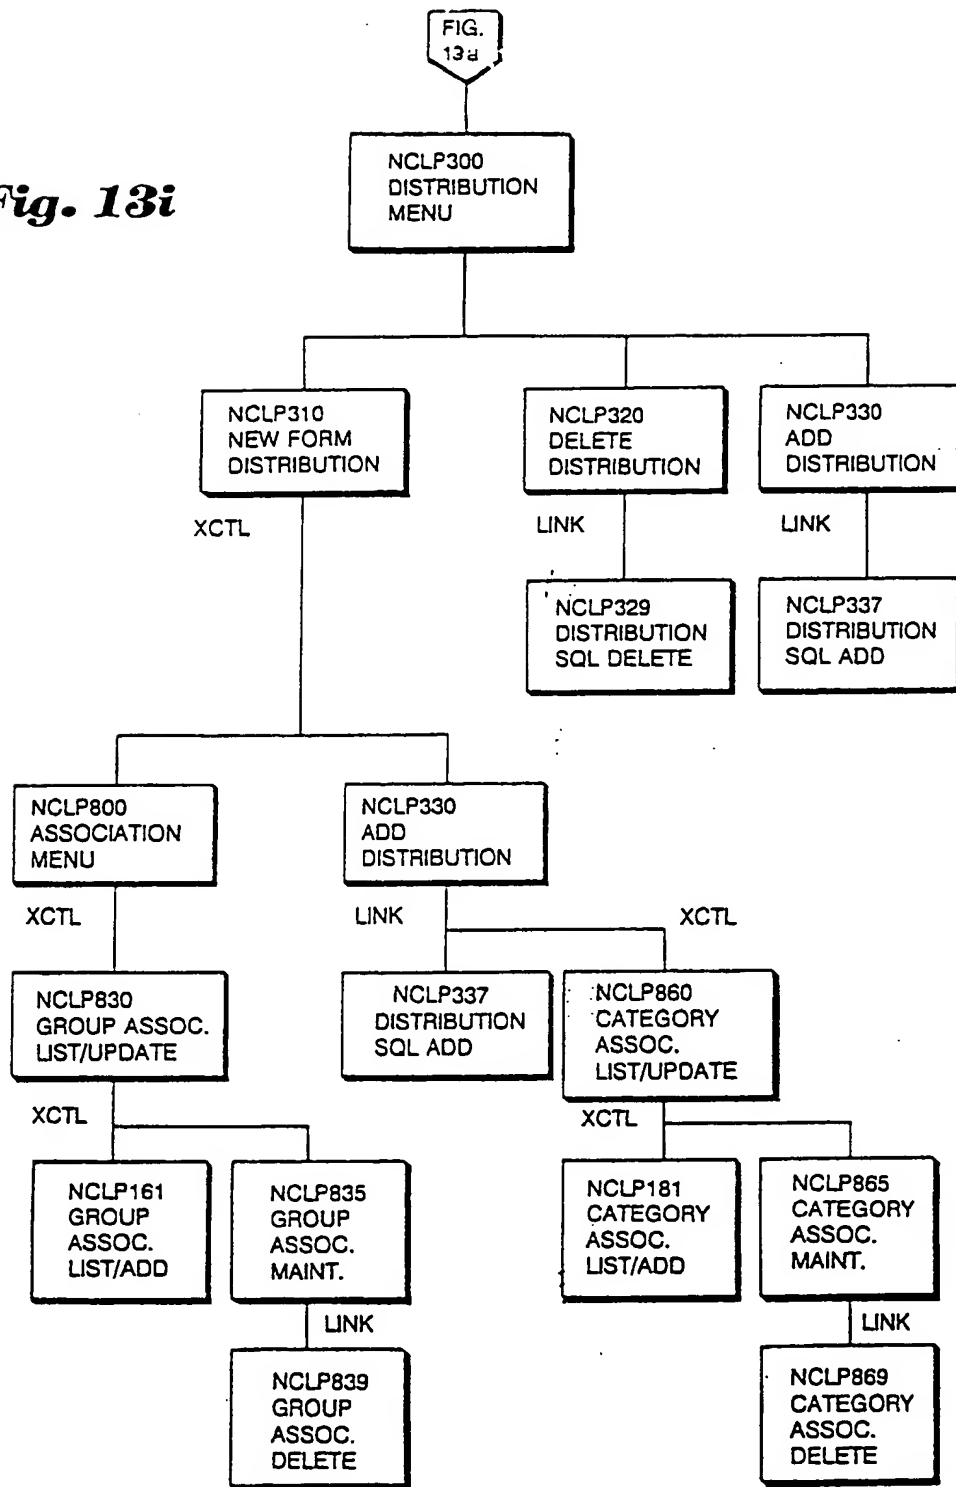 FIG.
13a
Fig. 13i
NCLP300
DISTRIBUTION
MENU
NCLP310
NEW FORM
DISTRIBUTION
NCLP320
DELETE
DISTRIBUTION
NCLP330
ADD
DISTRIBUTION
XCTL
LINK
LINK
NCLP329
DISTRIBUTION
SQL DELETE
NCLP337
DISTRIBUTION
SQL ADD
NCLP800
ASSOCIATION
MENU
NCLP330
ADD
DISTRIBUTION
XCTL
LINK
XCTL
NCLP830
GROUP ASSOC.
LIST/UPDATE
NCLP337
DISTRIBUTION
SQL ADD
NCLP860
CATEGORY
ASSOC.
LIST/UPDATE
XCTL
XCTL
NCLP161
GROUP
ASSOC.
LIST/ADD
NCLP835
GROUP
ASSOC.
MAINT.
NCLP181
CATEGORY
ASSOC.
LIST/ADD
NCLP865
CATEGORY
ASSOC.
MAINT.
LINK
LINK
NCLP839
GROUP
ASSOC.
DELETE
NCLP869
CATEGORY
ASSOC.
DELETE